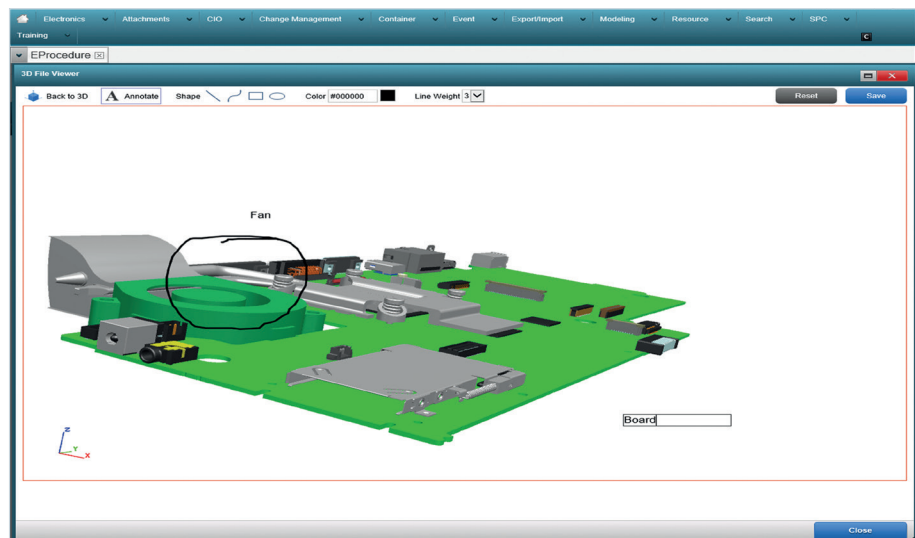 Electronics Attachments CIO Change Management Container Event Export/Import Modeling Resource Search SPC
Training C
EProcedure
3D File Viewer
Back to 3D A Annotate Shape Color #000000 Line Weight 3 Reset Save
Fan
Board
Z
Y
X
Close